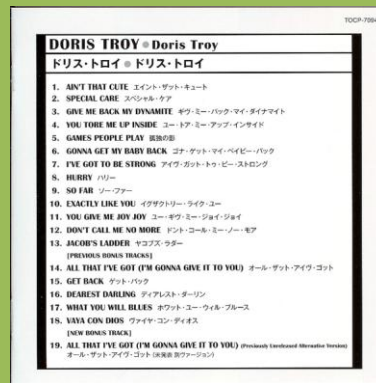 TOCP-7094
DORIS TROY ● Doris Troy
ドリス・トロイ ● ドリス・トロイ
1. AIN'T THAT CUTE エイント・ザット・キュート
2. SPECIAL CARE スペシャル・ケア
3. GIVE ME BACK MY DYNAMITE ギヴ・ミー・バック・マイ・ダイナマイト
4. YOU TORE ME UP INSIDE ユー・トア・ミー・アップ・インサイド
5. GAMES PEOPLE PLAY 孤独の影
6. GONNA GET MY BABY BACK ゴナ・ゲット・マイ・ベイビー・バック
7. I'VE GOT TO BE STRONG アイヴ・ガット・トゥ・ビー・ストロング
8. HURRY ハリー
9. SO FAR ソー・ファー
10. EXACTLY LIKE YOU イグザクトリー・ライク・ユー
11. YOU GIVE ME JOY JOY ユー・ギヴ・ミー・ジョイ・ジョイ
12. DON'T CALL ME NO MORE ドント・コール・ミー・ノー・モア
13. JACOB'S LADDER ヤコブズ・ラダー
[PREVIOUS BONUS TRACKS]
14. ALL THAT I'VE GOT (I'M GONNA GIVE IT TO YOU) オール・ザット・アイヴ・ゴット
15. GET BACK ゲット・バック
16. DEAREST DARLING ディアレスト・ダーリン
17. WHAT YOU WILL BLUES ホワット・ユー・ウィル・ブルース
18. VAYA CON DIOS ヴァイヤ・コン・ディオス
[NEW BONUS TRACK]
19. ALL THAT I'VE GOT (I'M GONNA GIVE IT TO YOU) (Previously Unreleased Alternative Version)
オール・ザット・アイヴ・ゴット (未発表 別ヴァージョン)